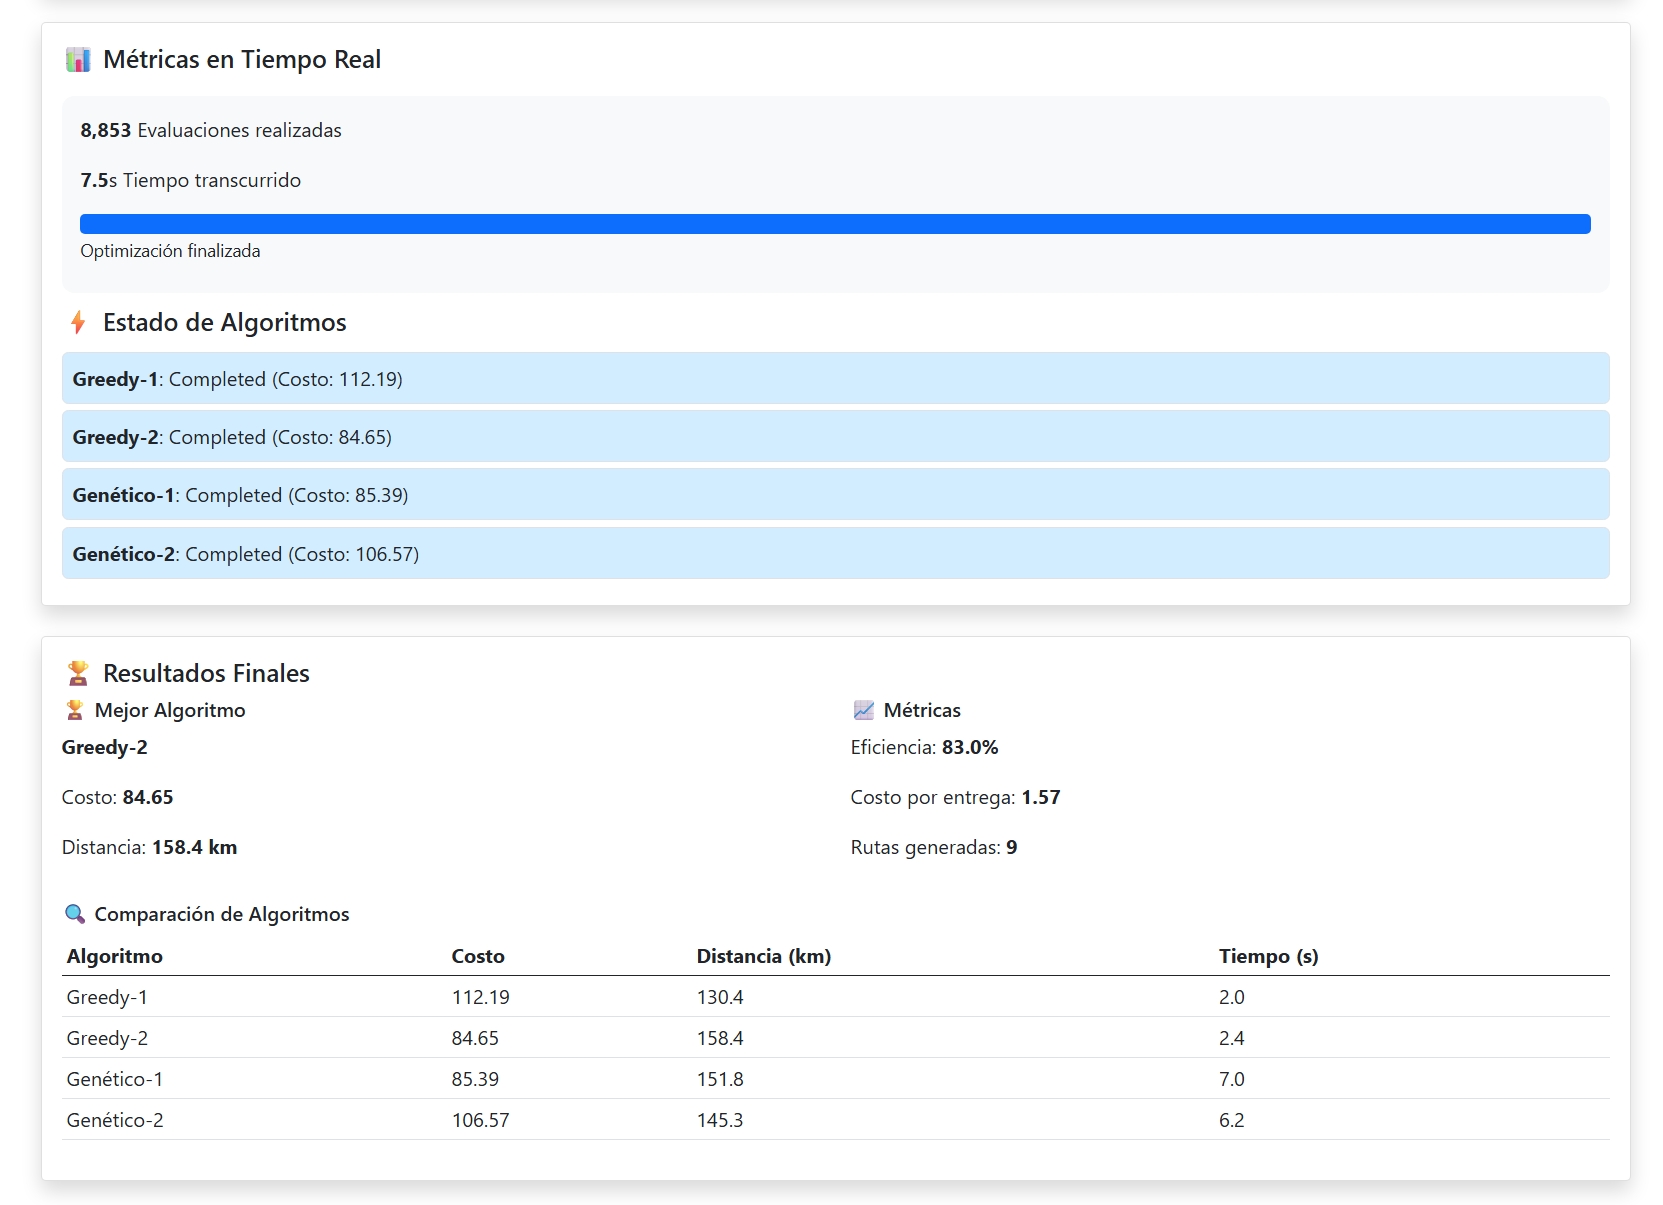 Métricas en Tiempo Real
8,853 Evaluaciones realizadas
7.5s Tiempo transcurrido
Optimización finalizada
Estado de Algoritmos
Greedy-1: Completed (Costo: 112.19)
Greedy-2: Completed (Costo: 84.65)
Genético-1: Completed (Costo: 85.39)
Genético-2: Completed (Costo: 106.57)
Resultados Finales
Mejor Algoritmo
Greedy-2
Costo: 84.65
Distancia: 158.4 km
Métricas
Eficiencia: 83.0%
Costo por entrega: 1.57
Rutas generadas: 9
Comparación de Algoritmos
Algoritmo Costo Distancia (km) Tiempo (s)
Greedy-1 112.19 130.4 2.0
Greedy-2 84.65 158.4 2.4
Genético-1 85.39 151.8 7.0
Genético-2 106.57 145.3 6.2